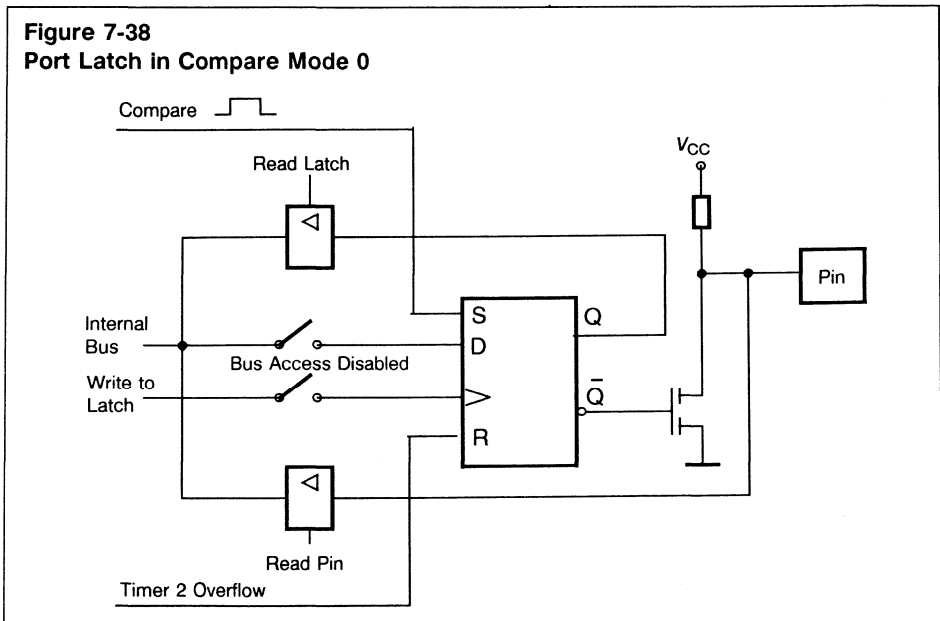 Figure 7-38
Port Latch in Compare Mode 0
Compare
Read Latch
VCC
Pin
Internal
Bus
S
Q
D
Bus Access Disabled
Write to
Latch
Q̅
R
Read Pin
Timer 2 Overflow